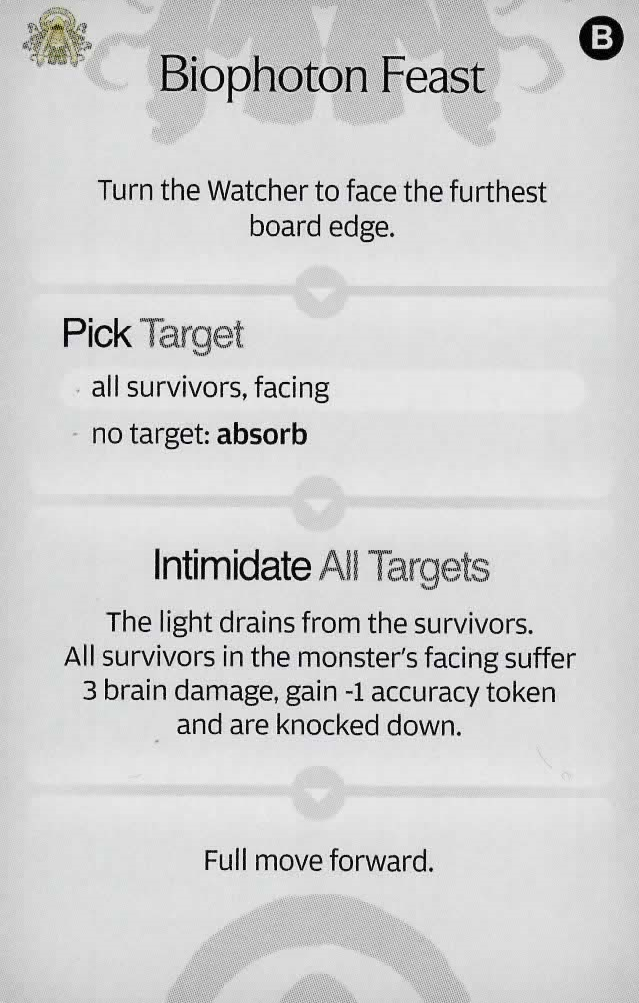 B
Biophoton Feast
Turn the Watcher to face the furthest
board edge.
Pick Target
- all survivors, facing
- no target: absorb
Intimidate All Targets
The light drains from the survivors.
All survivors in the monster's facing suffer
3 brain damage, gain -1 accuracy token
and are knocked down.
Full move forward.